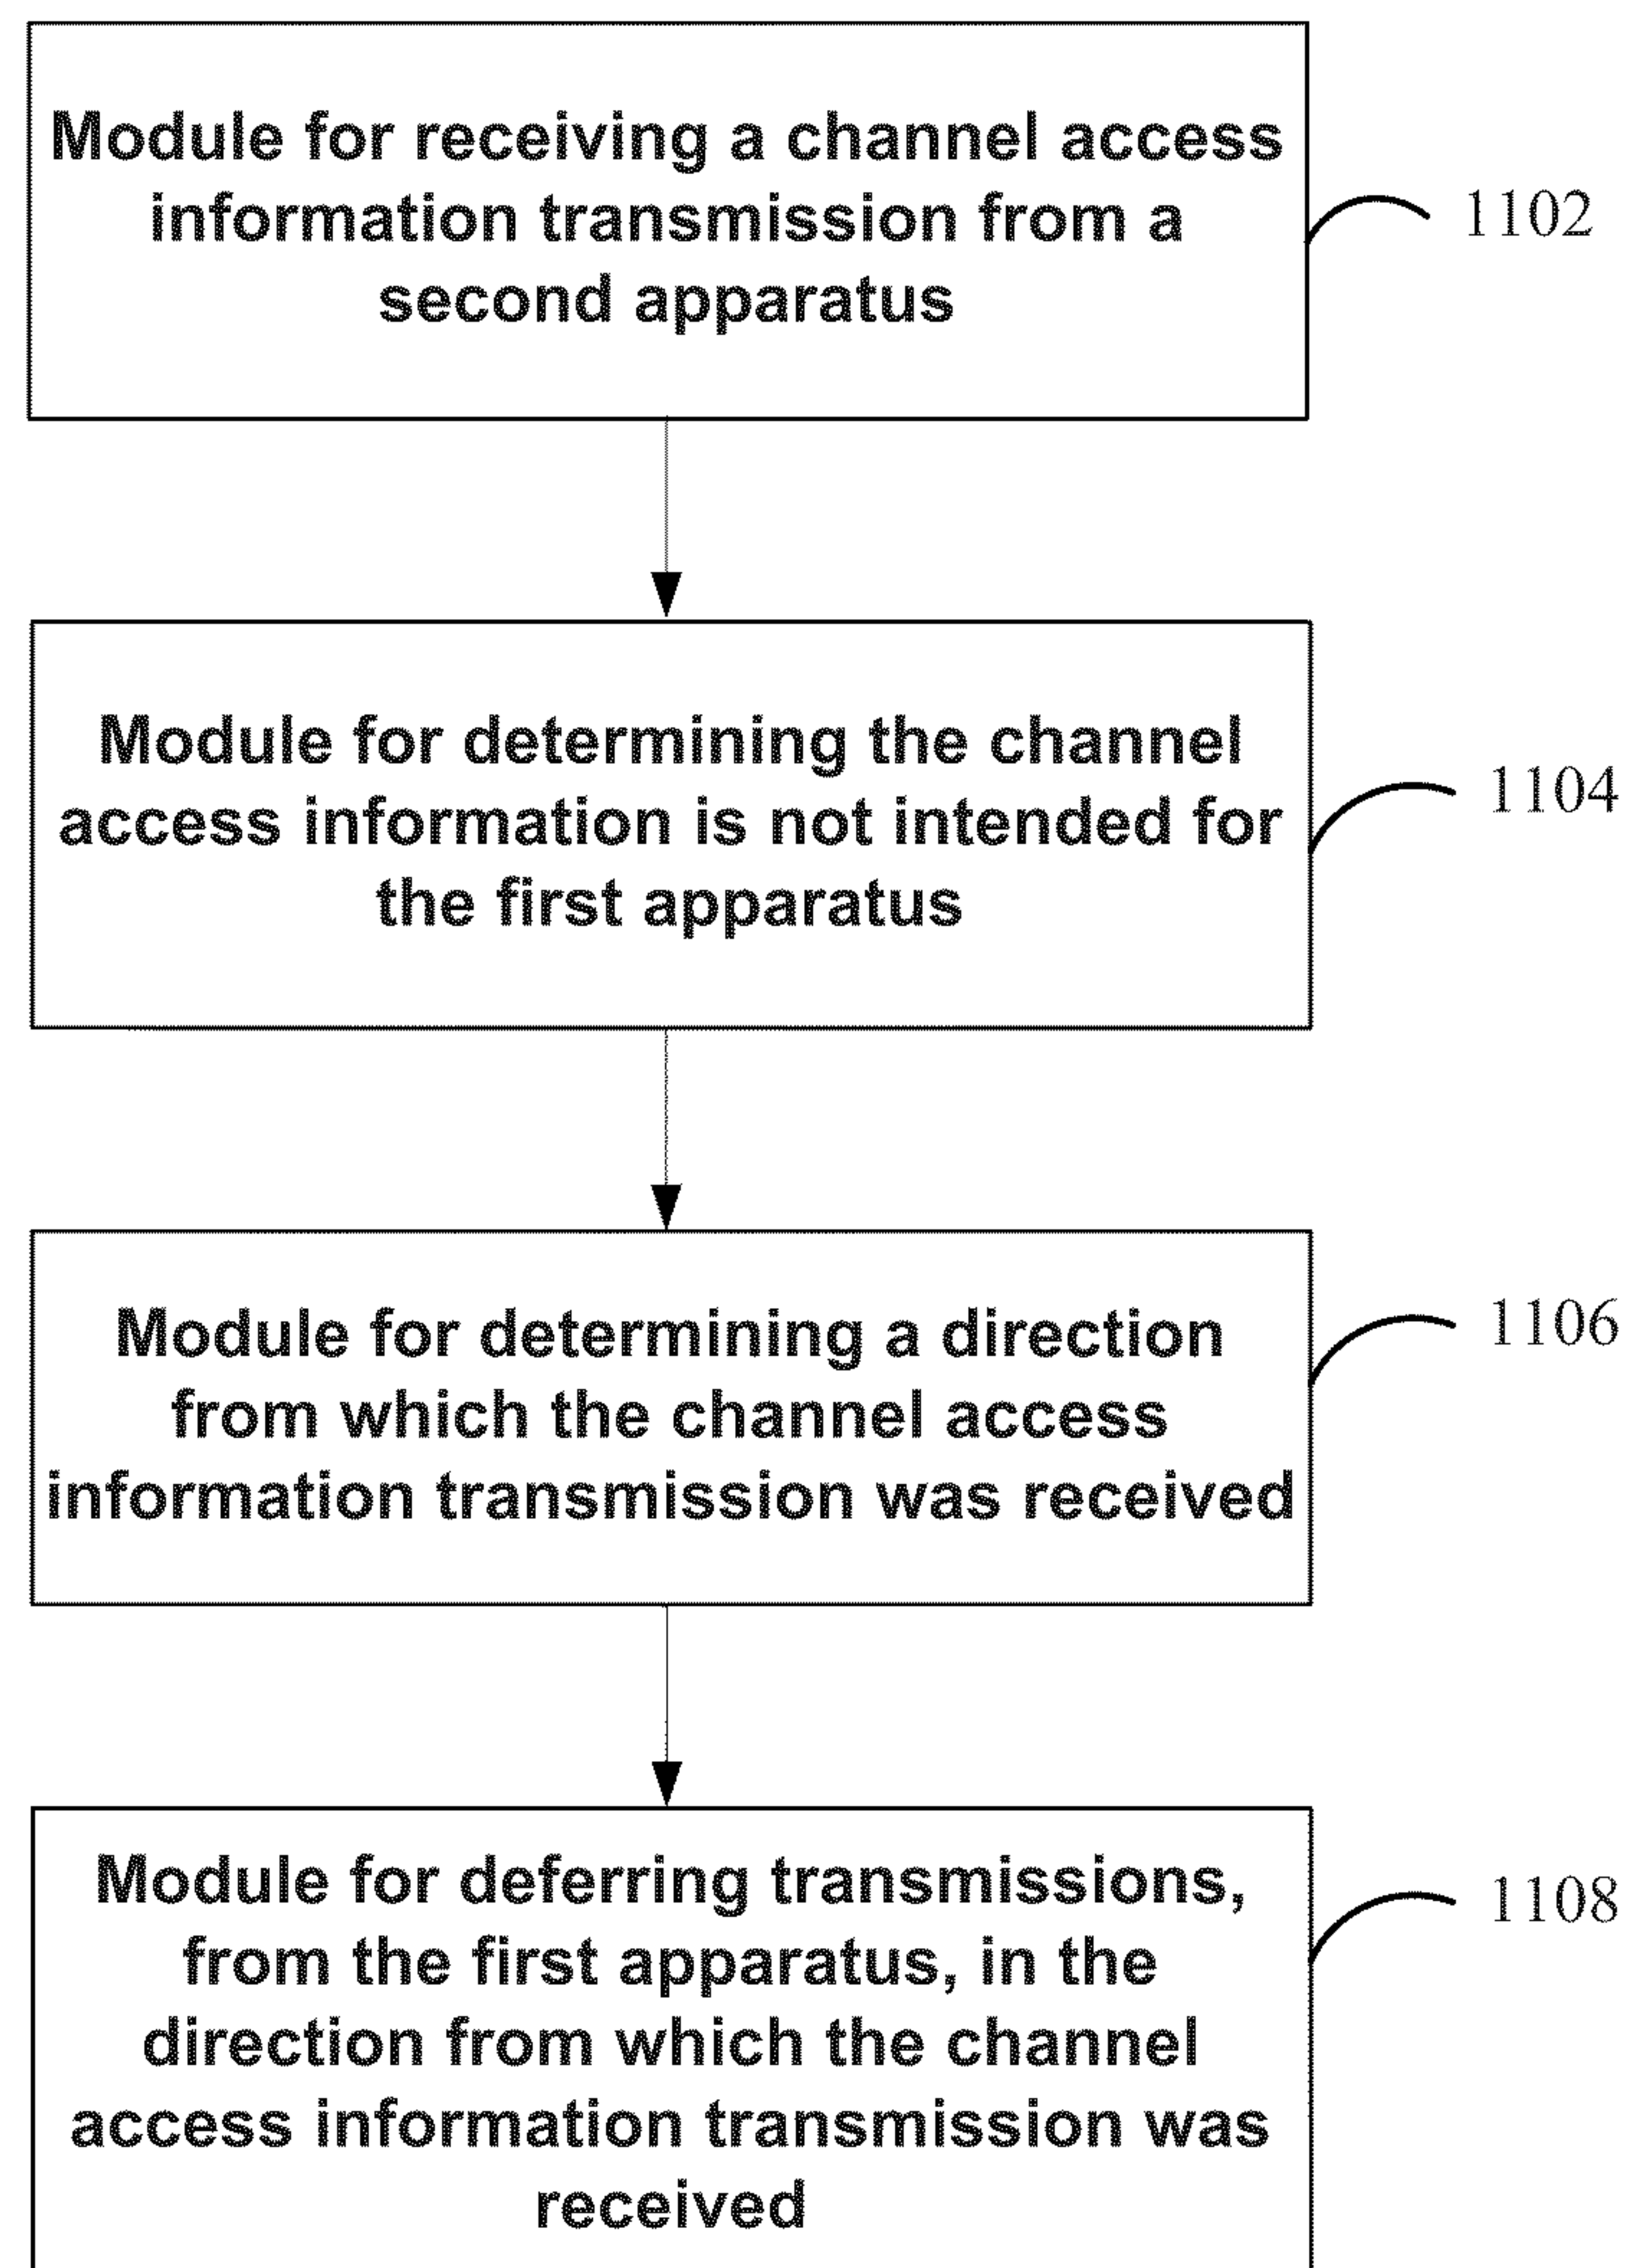 Module for receiving a channel access
information transmission from a
second apparatus
1102
Module for determining the channel
access information is not intended for
the first apparatus
1104
Module for determining a direction
from which the channel access
information transmission was received
1106
Module for deferring transmissions,
from the first apparatus, in the
direction from which the channel
access information transmission was
received
1108